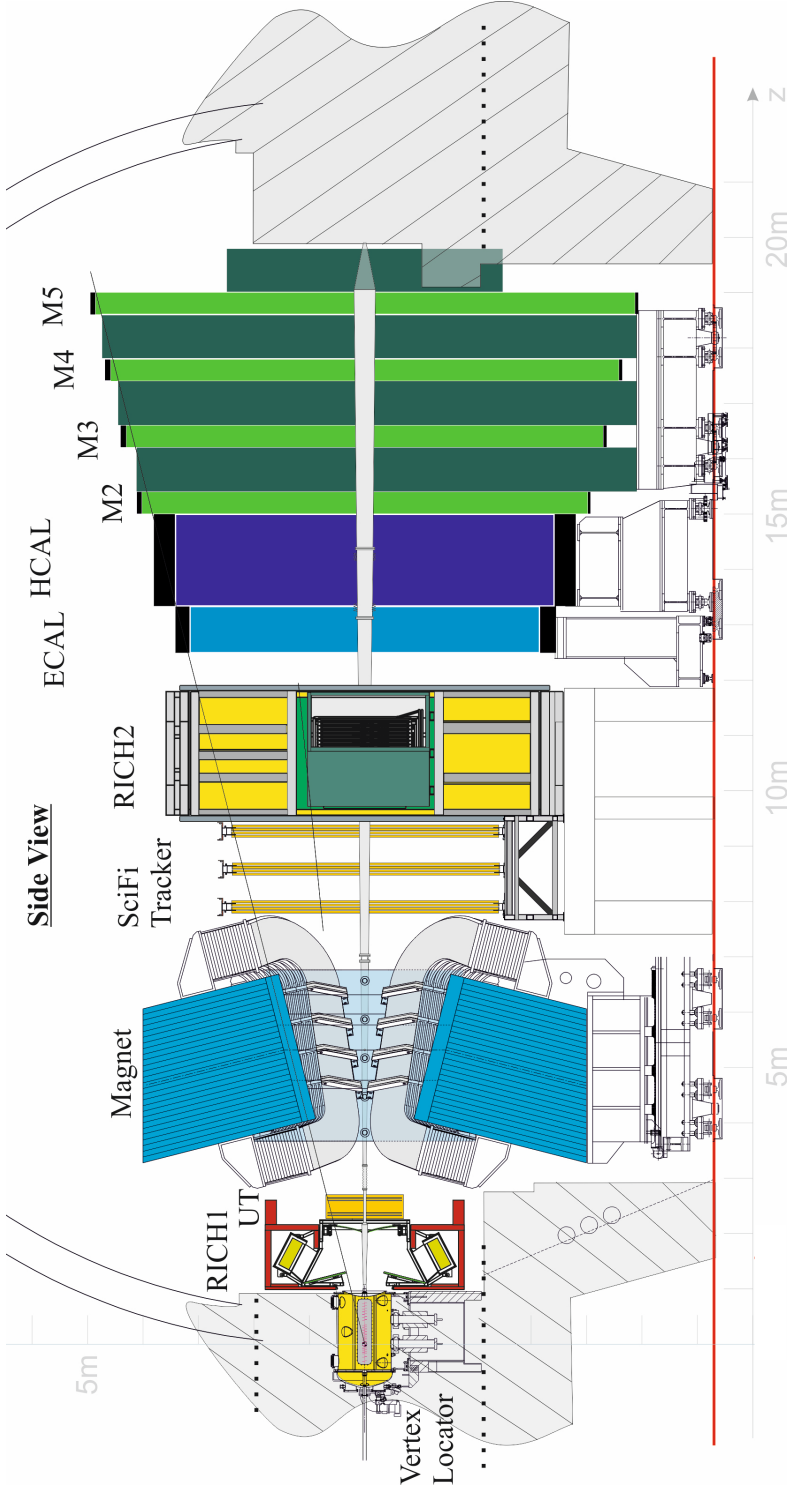 Side View
ECAL HCAL
M2
M3
M4
M5
RICH2
SciFi
Tracker
Magnet
RICH1
UT
Vertex
Locator
5m
5m
10m
15m
20m
z